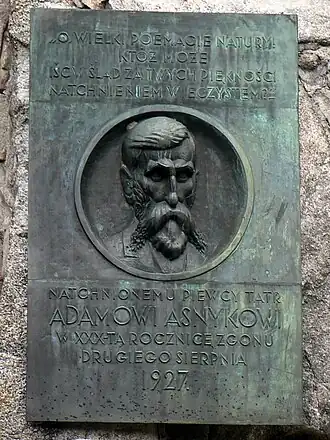 „O, WIELKI POEMACIE NATURY!
KTÓŻ MOŻE
IŚĆ W ŚLAD ZA TWYCH PIĘKNOŚCI
NATCHNIENIEM WIECZYSTEM?"
NATCHNIONEMU PIEWCY TATR
ADAMOWI ASNYKOWI
W XXX-TĄ ROCZNICĘ ZGONU
DRUGIEGO SIERPNIA
1927